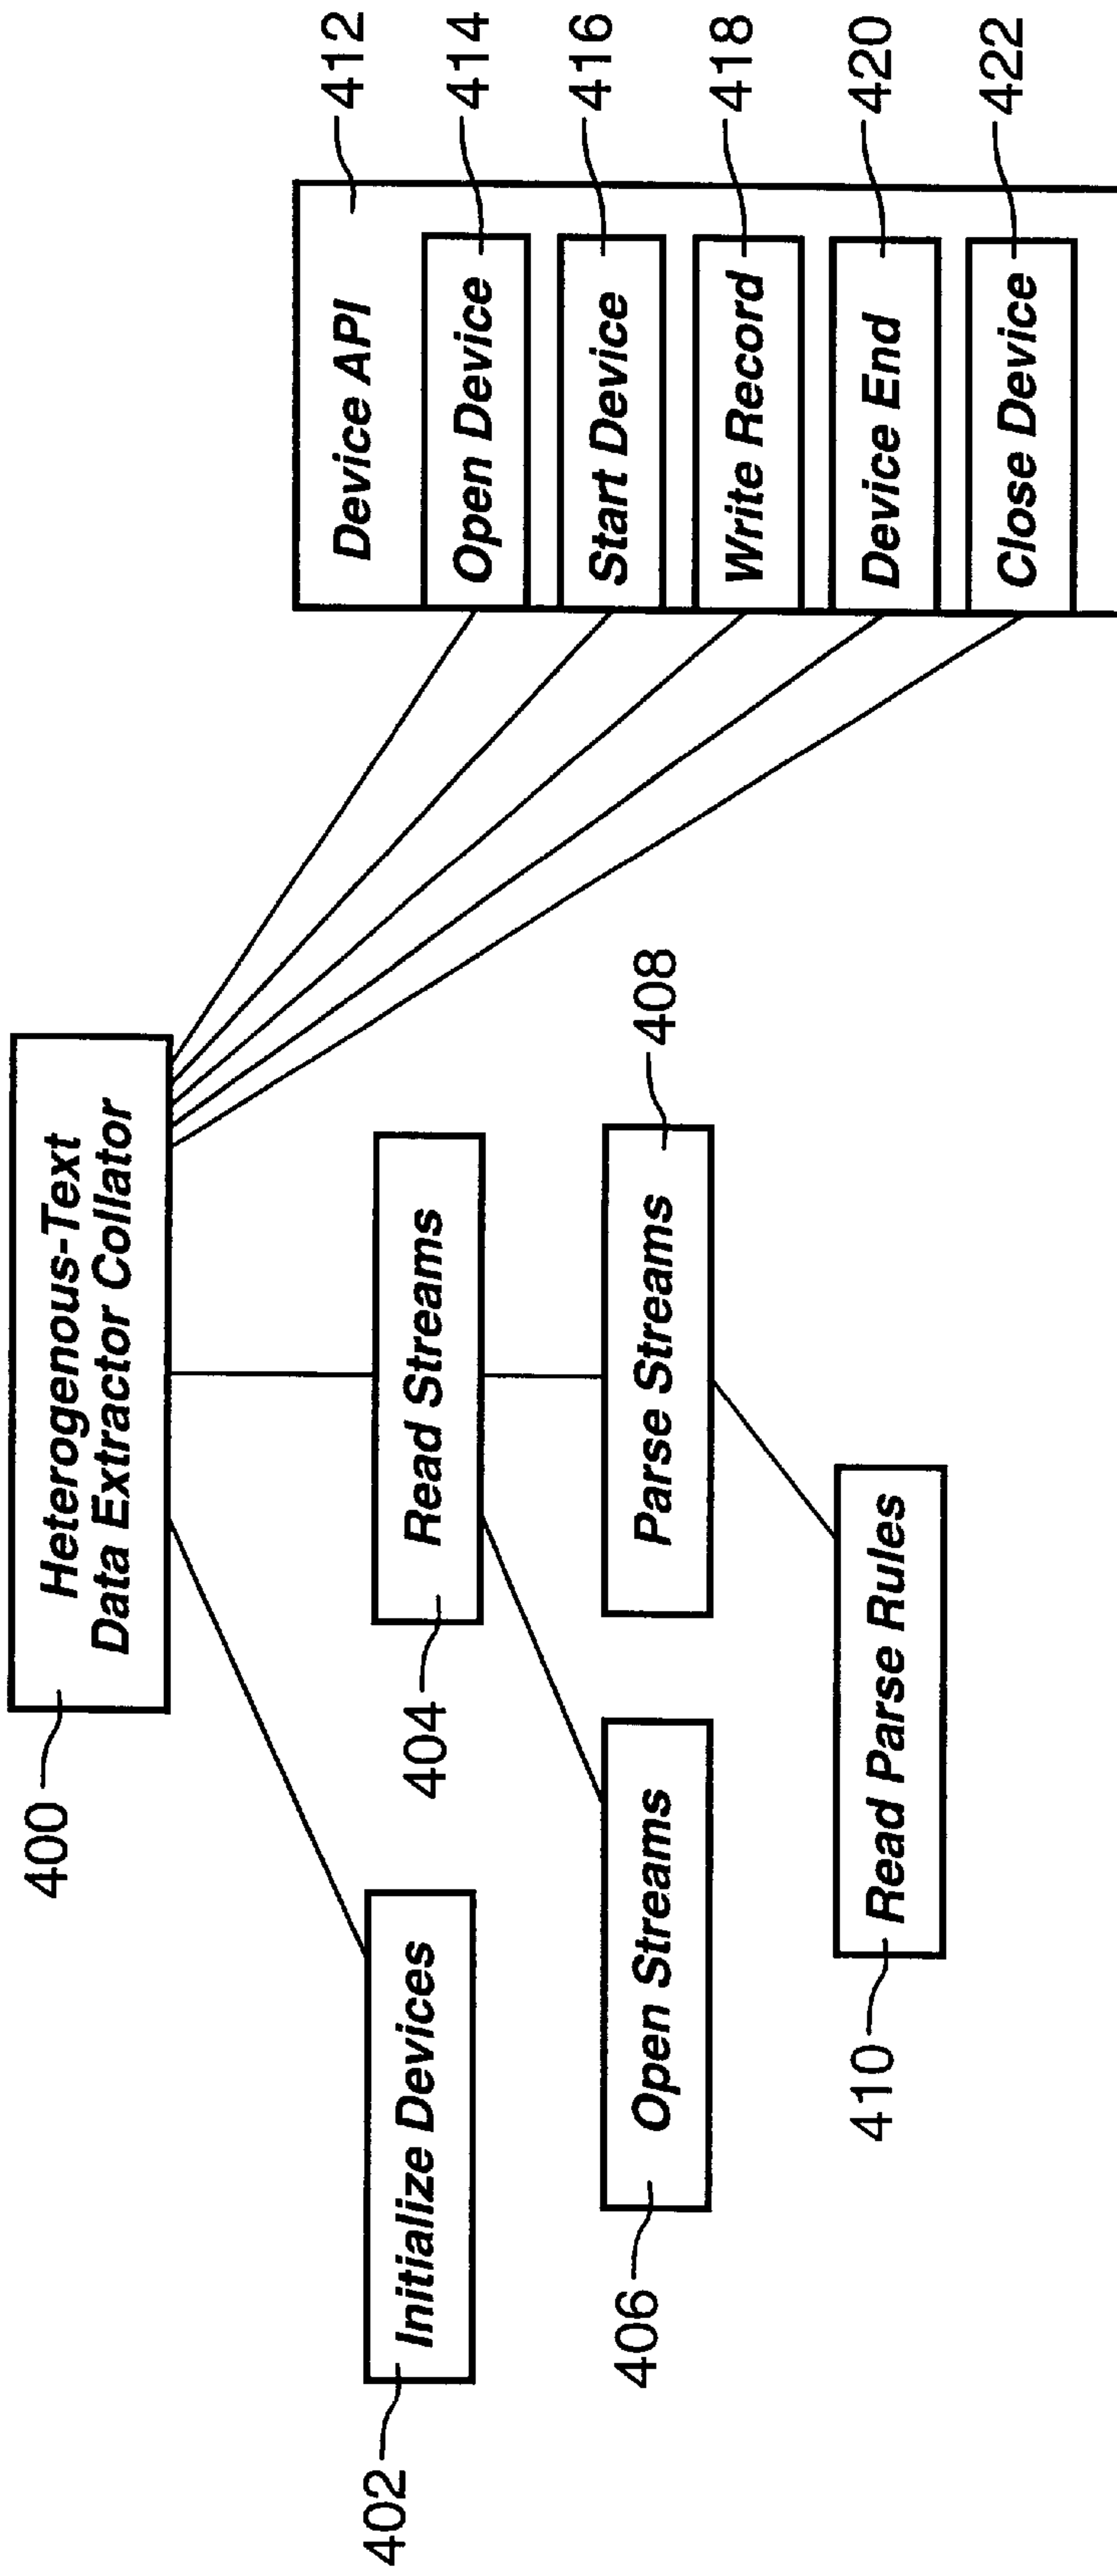 400
Heterogenous-Text
Data Extractor Collator
402
Initialize Devices
404
Read Streams
406
Open Streams
Parse Streams
408
410
Read Parse Rules
Device API
412
Open Device
414
Start Device
416
Write Record
418
Device End
420
Close Device
422